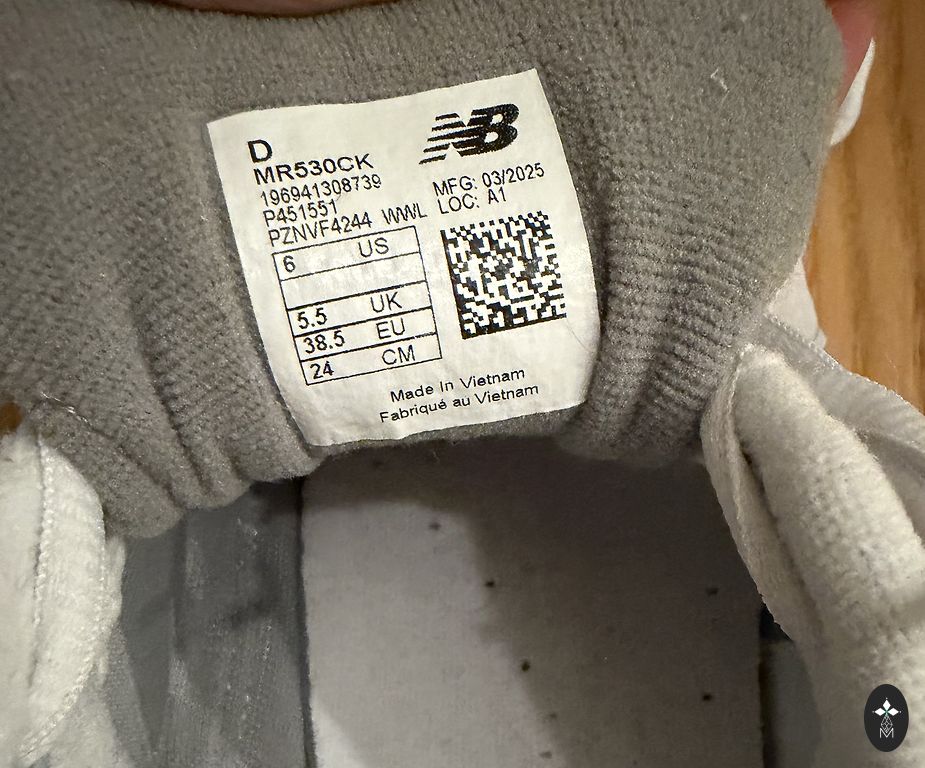 D
MR530CK
196941308739
P451551
PZNVF4244 WWL
NB
MFG: 03/2025
LOC: A1
6 US
5.5 UK
38.5 EU
24 CM
Made In Vietnam
Fabriqué au Vietnam
M